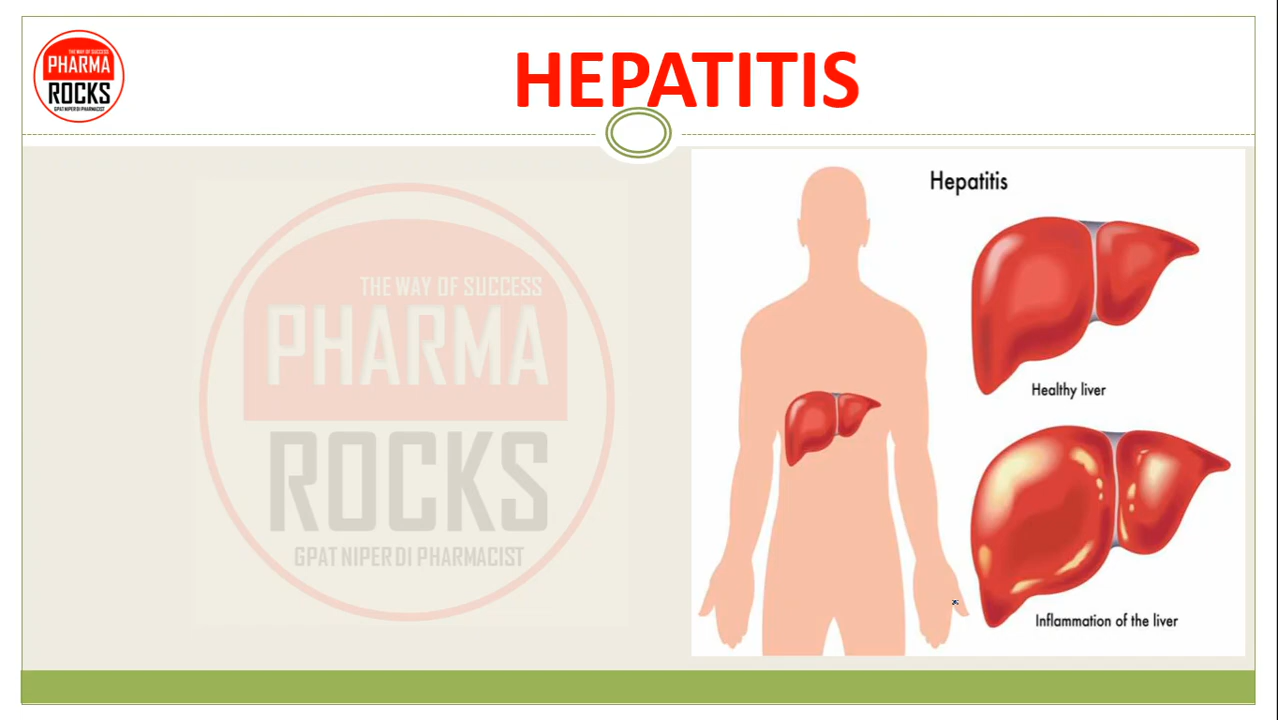 THE WAY OF SUCCESS
PHARMA
ROCKS
GPAT NIPER DI PHARMACIST
HEPATITIS
THE WAY OF SUCCESS
PHARMA
ROCKS
GPAT NIPER DI PHARMACIST
Hepatitis
Healthy liver
Inflammation of the liver